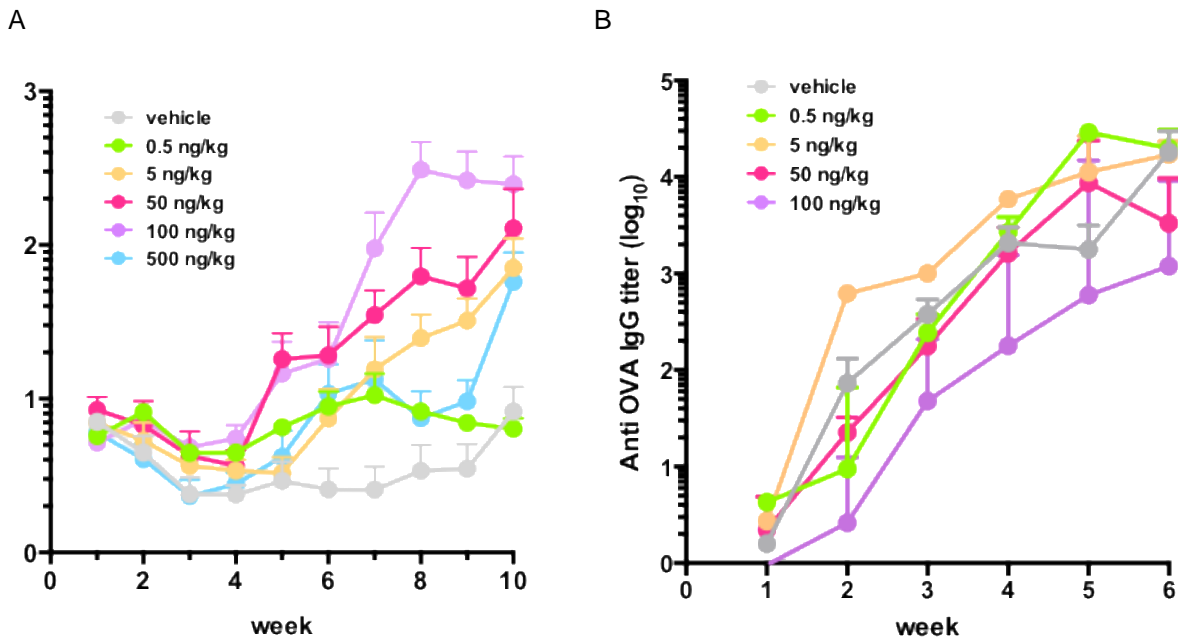 A
3
2
1
0
0
2
4
6
8
10
week
vehicle
0.5 ng/kg
5 ng/kg
50 ng/kg
100 ng/kg
500 ng/kg
B
Anti OVA IgG titer (log10)
5
4
3
2
1
0
0
1
2
3
4
5
6
week
vehicle
0.5 ng/kg
5 ng/kg
50 ng/kg
100 ng/kg